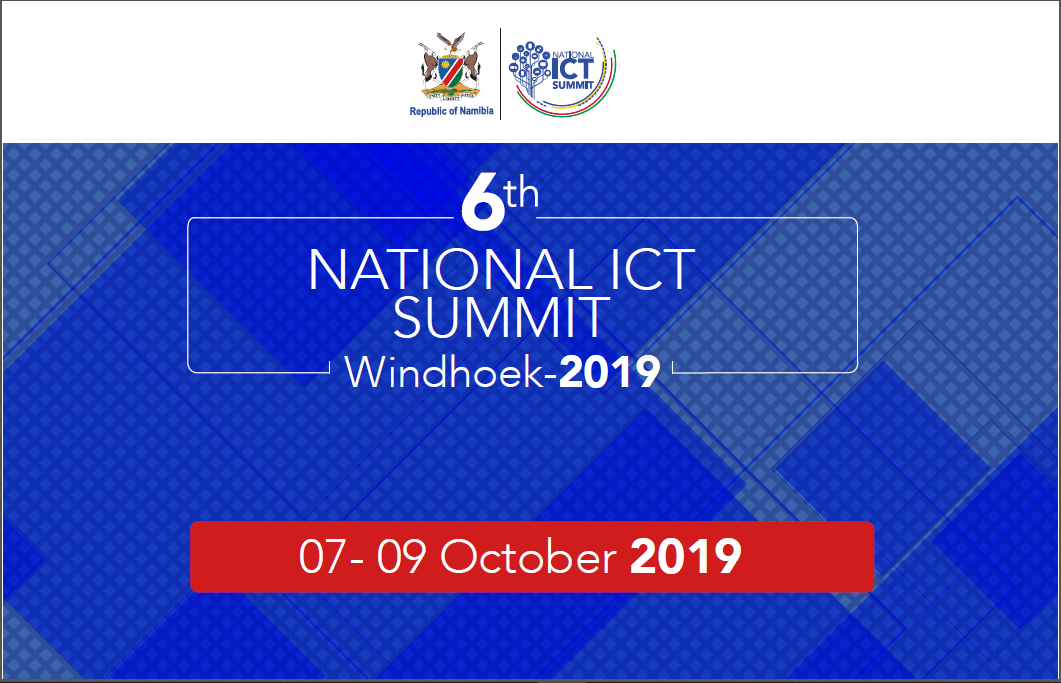 Republic of Namibia
NATIONAL
ICT
SUMMIT
6th
NATIONAL ICT
SUMMIT
Windhoek-2019
07- 09 October 2019